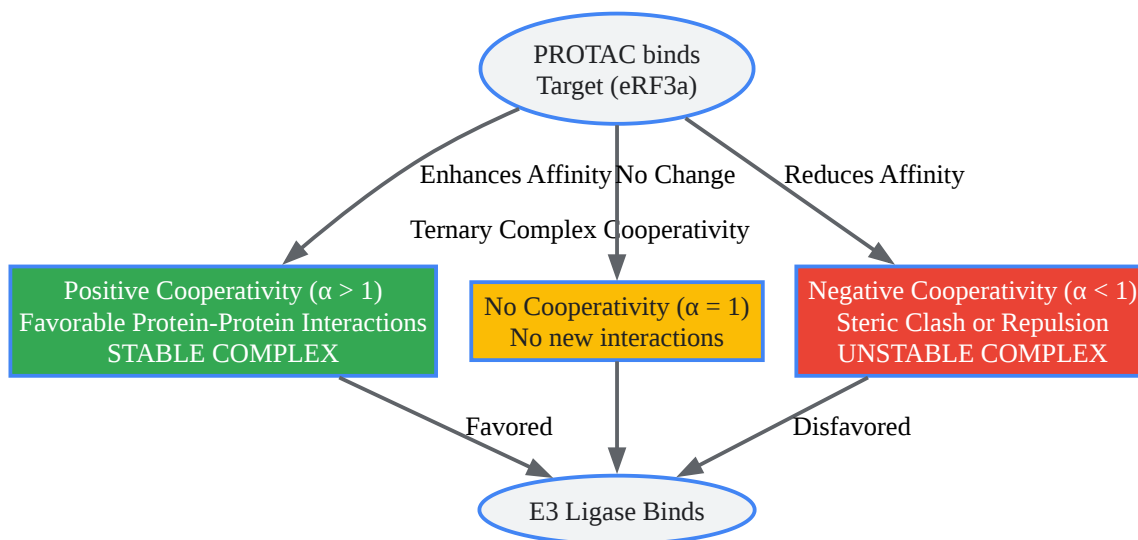 PROTAC binds
Target (eRF3a)
Enhances Affinity
No Change
Reduces Affinity
Ternary Complex Cooperativity
Positive Cooperativity (α > 1)
Favorable Protein-Protein Interactions
STABLE COMPLEX
No Cooperativity (α = 1)
No new interactions
Negative Cooperativity (α < 1)
Steric Clash or Repulsion
UNSTABLE COMPLEX
Favored
Disfavored
E3 Ligase Binds